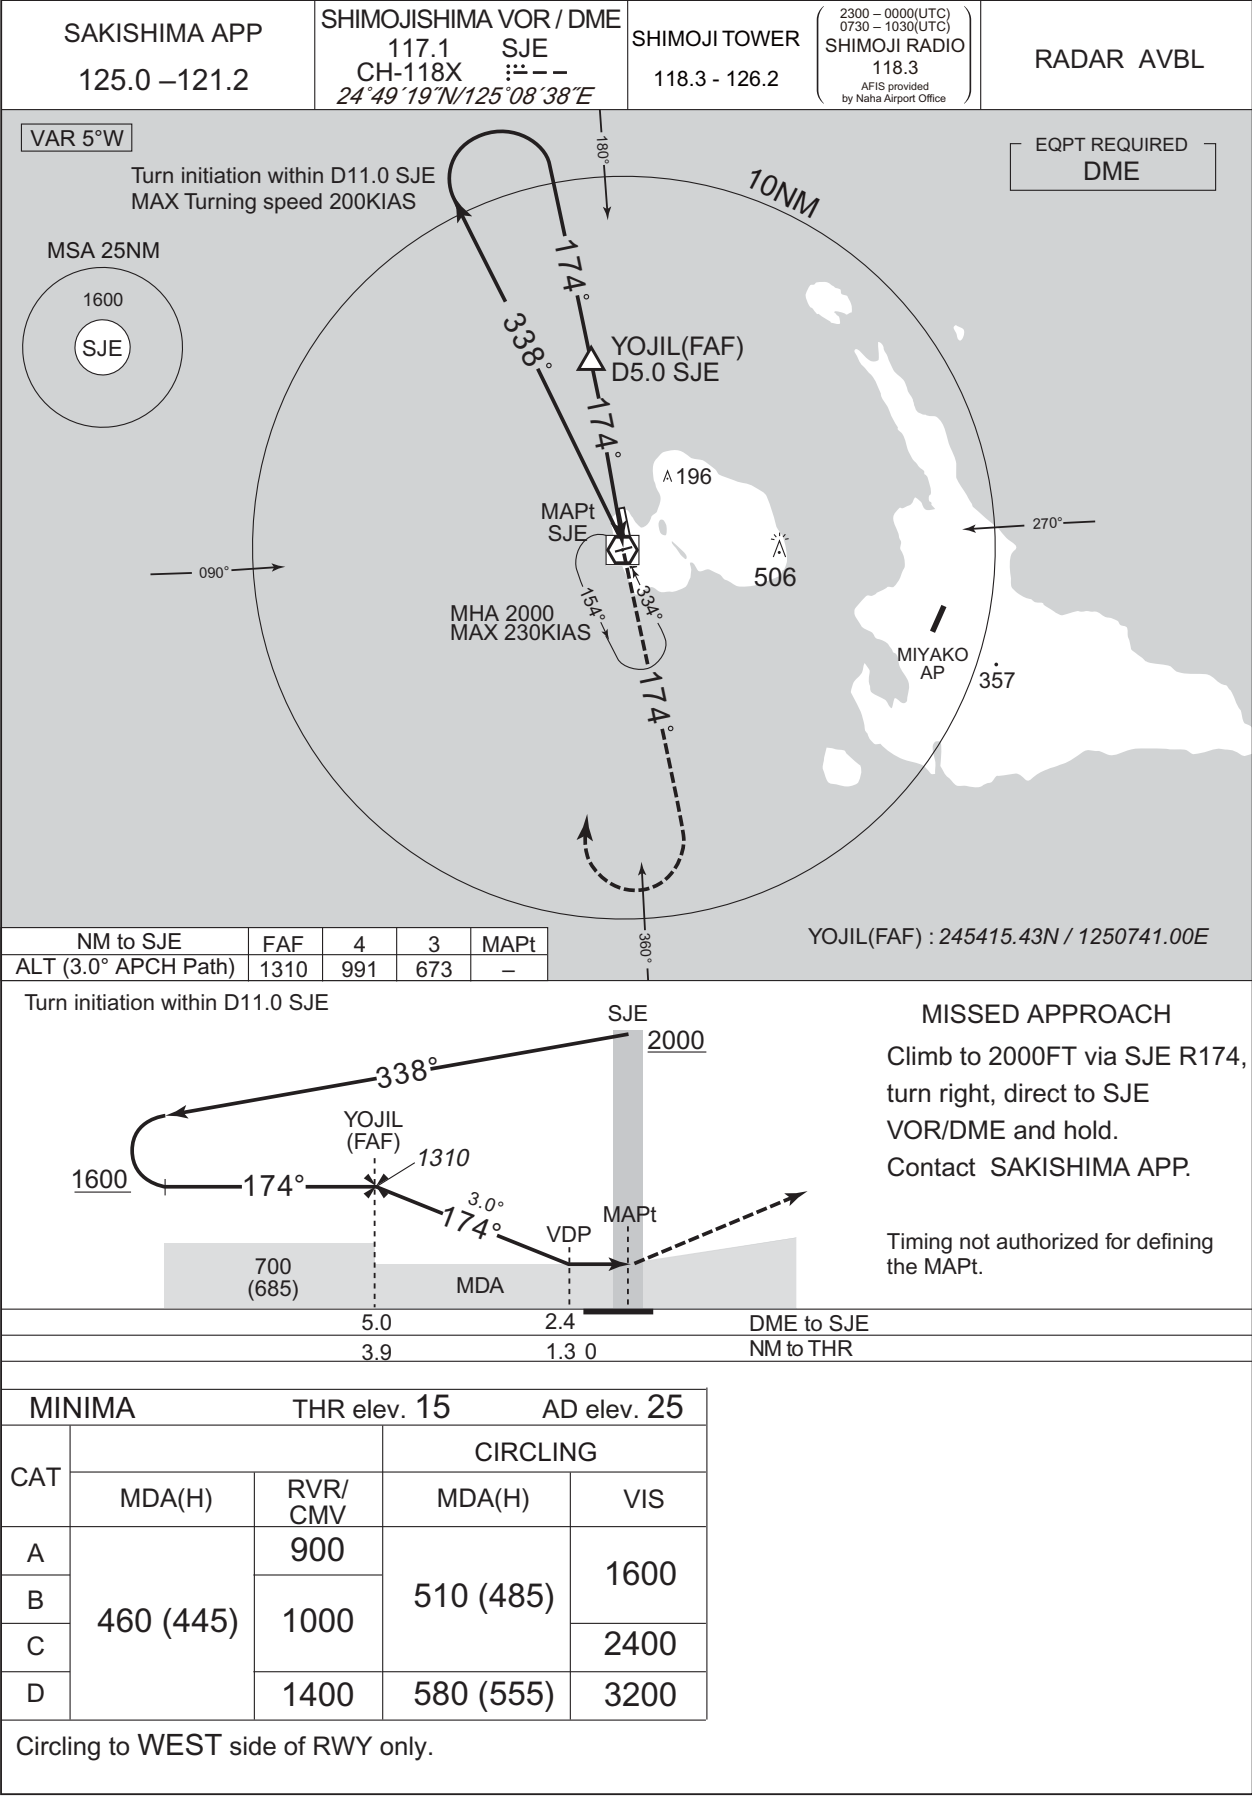 SAKISHIMA APP
125.0 –121.2
SHIMOJISHIMA VOR / DME
117.1 SJE
CH-118X
24°49´19˝N/125°08´38˝E
SHIMOJI TOWER
118.3 - 126.2
2300 – 0000(UTC)
0730 – 1030(UTC)
SHIMOJI RADIO
118.3
AFIS provided
by Naha Airport Office
RADAR AVBL
VAR 5°W
Turn initiation within D11.0 SJE
MAX Turning speed 200KIAS
180°
10NM
EQPT REQUIRED
DME
MSA 25NM
1600
SJE
174°
338°
YOJIL(FAF)
D5.0 SJE
174°
196
MAPt
SJE
270°
090°
506
154°
334°
MHA 2000
MAX 230KIAS
MIYAKO
AP
357
174°
360°
YOJIL(FAF) : 245415.43N / 1250741.00E
NM to SJE FAF 4 3 MAPt
ALT (3.0° APCH Path) 1310 991 673 –
Turn initiation within D11.0 SJE
SJE
2000
338°
YOJIL
(FAF)
1310
1600
174°
3.0°
174°
VDP
MAPt
700
(685)
MDA
5.0 2.4 DME to SJE
3.9 1.3 0 NM to THR
MISSED APPROACH
Climb to 2000FT via SJE R174,
turn right, direct to SJE
VOR/DME and hold.
Contact SAKISHIMA APP.
Timing not authorized for defining
the MAPt.
MINIMA THR elev. 15 AD elev. 25
CAT
CIRCLING
MDA(H)
RVR/
CMV
MDA(H)
VIS
A
B
C
D
460 (445)
900
1000
1400
510 (485)
580 (555)
1600
2400
3200
Circling to WEST side of RWY only.